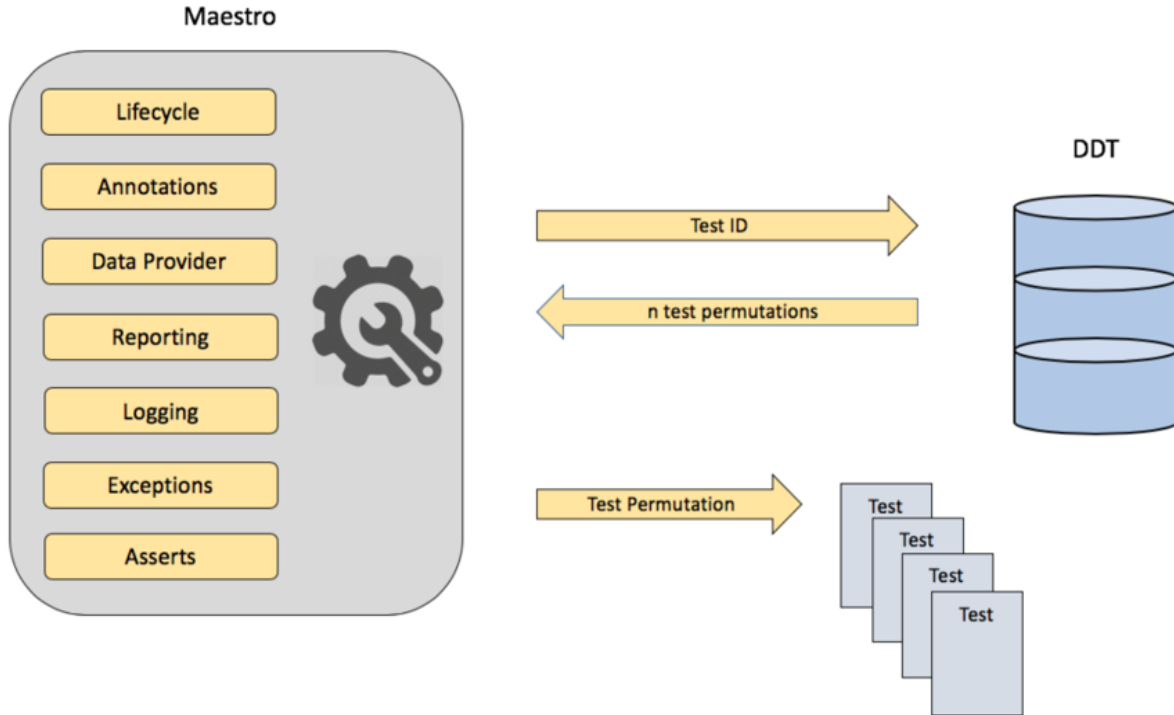 Maestro
Lifecycle
Annotations
Data Provider
Reporting
Logging
Exceptions
Asserts
Test ID
n test permutations
Test Permutation
DDT
Test
Test
Test
Test